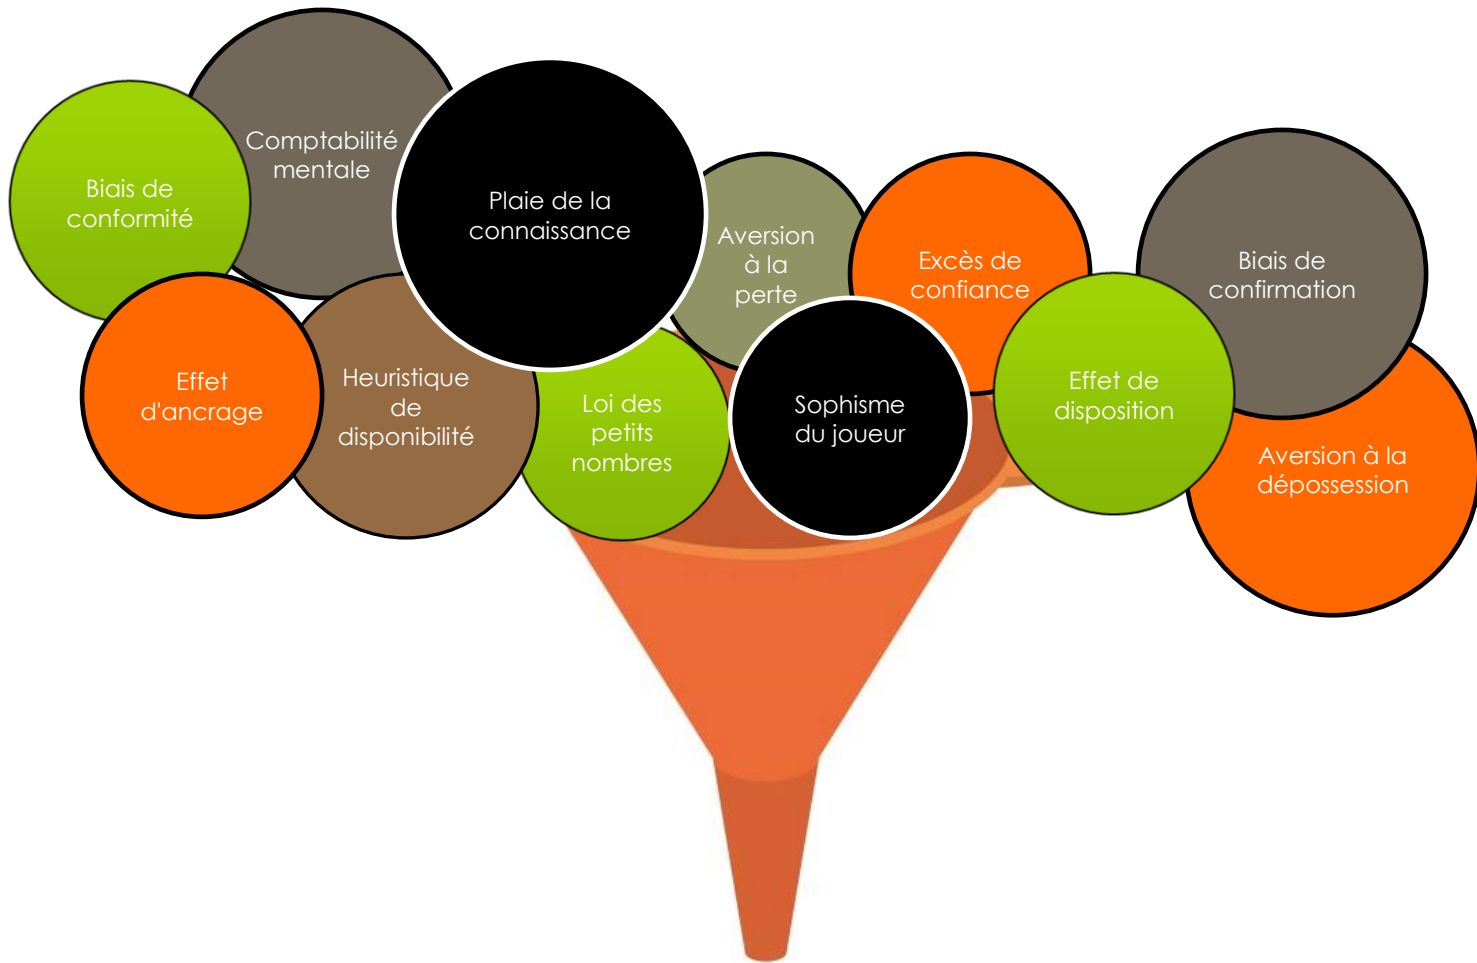 Comptabilité
mentale
Biais de
conformité
Plaie de la
connaissance
Aversion
à la
perte
Excès de
confiance
Biais de
confirmation
Effet
d'ancrage
Heuristique
de
disponibilité
Loi des
petits
nombres
Sophisme
du joueur
Effet de
disposition
Aversion à la
dépossession